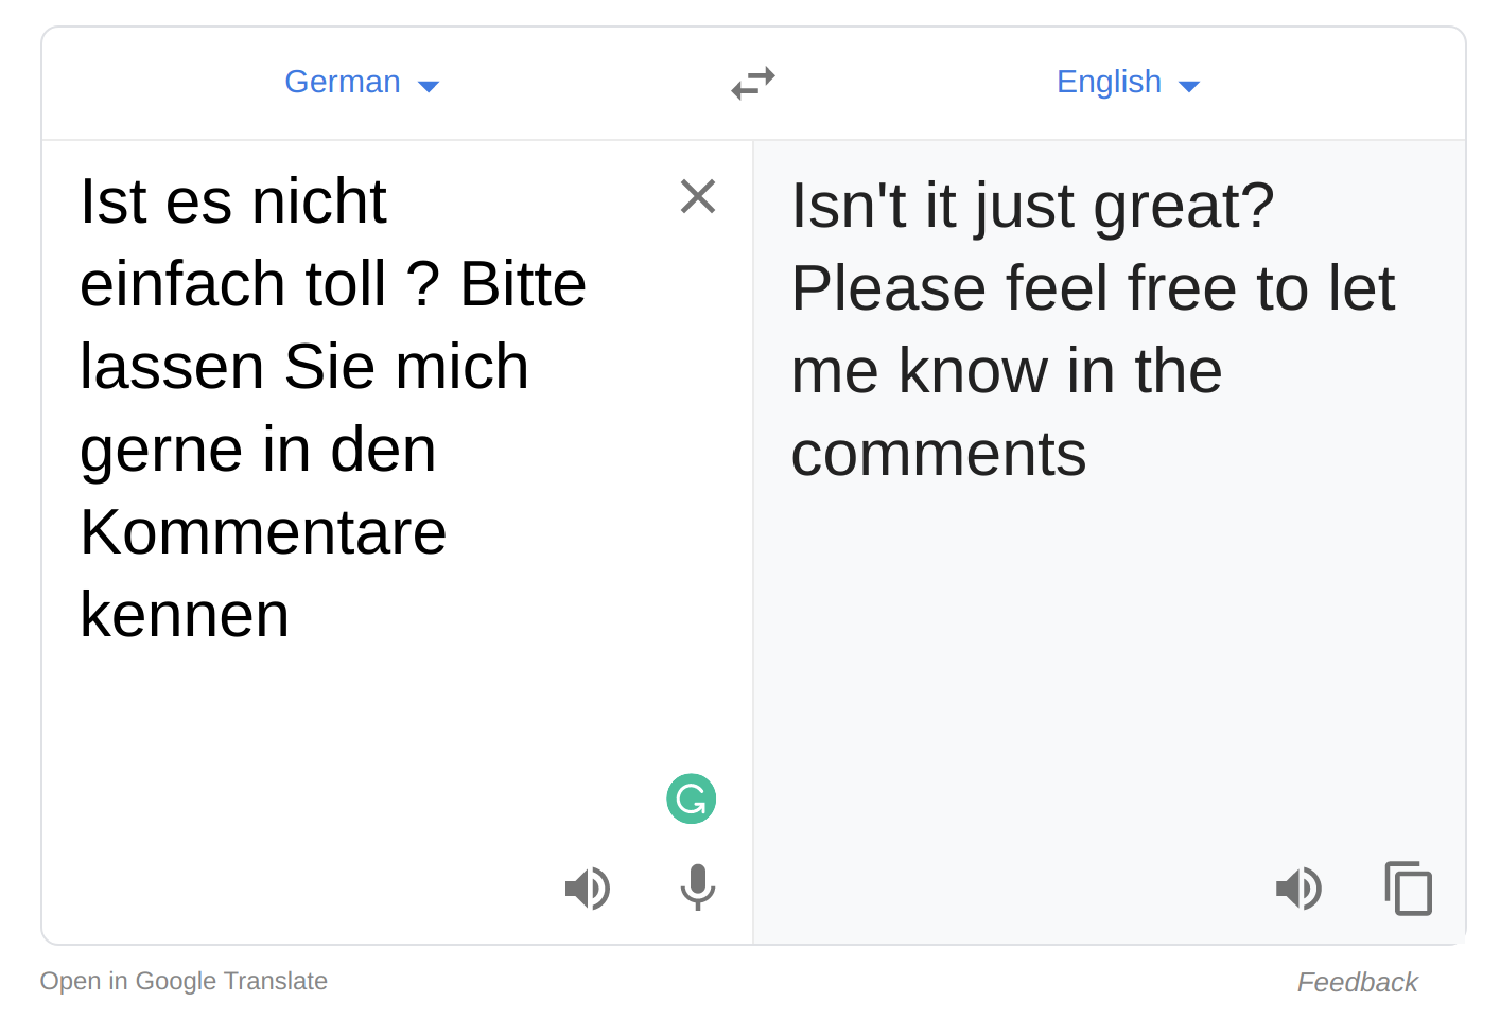 German
English
Ist es nicht
einfach toll ? Bitte
lassen Sie mich
gerne in den
Kommentare
kennen
Isn't it just great?
Please feel free to let
me know in the
comments
Open in Google Translate
Feedback